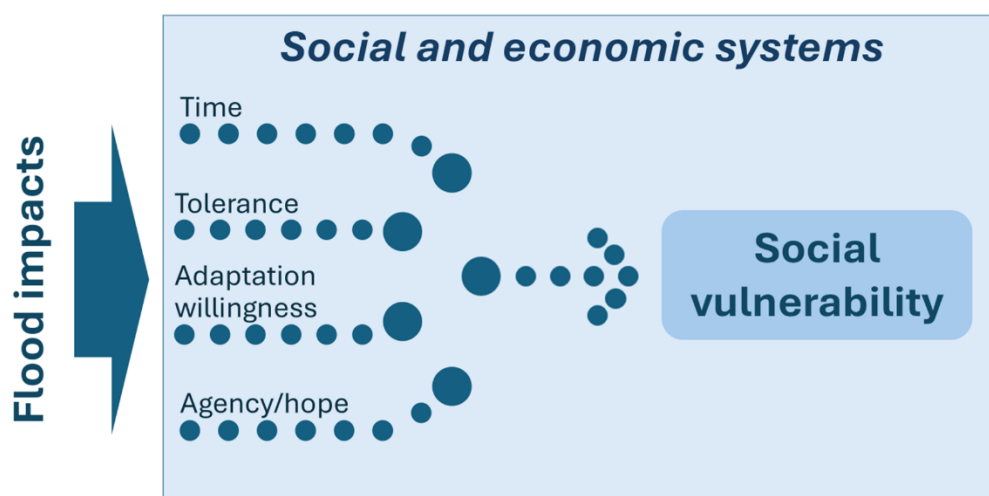 Social and economic systems
Flood impacts
Time
Tolerance
Adaptation
willingness
Agency/hope
Social
vulnerability